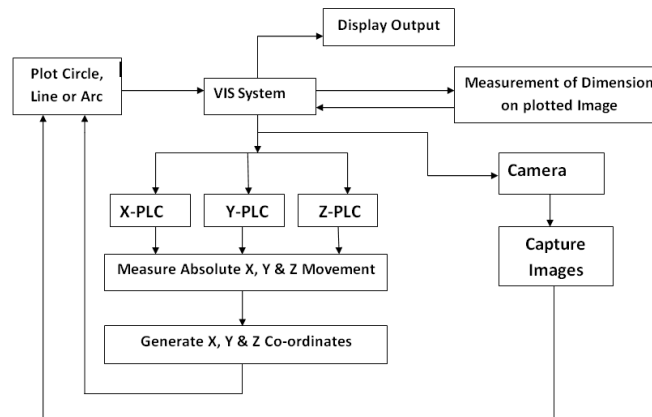 Display Output
Plot Circle,
Line or Arc
VIS System
Measurement of Dimension
on plotted Image
Camera
X-PLC
Y-PLC
Z-PLC
Capture
Images
Measure Absolute X, Y & Z Movement
Generate X, Y & Z Co-ordinates